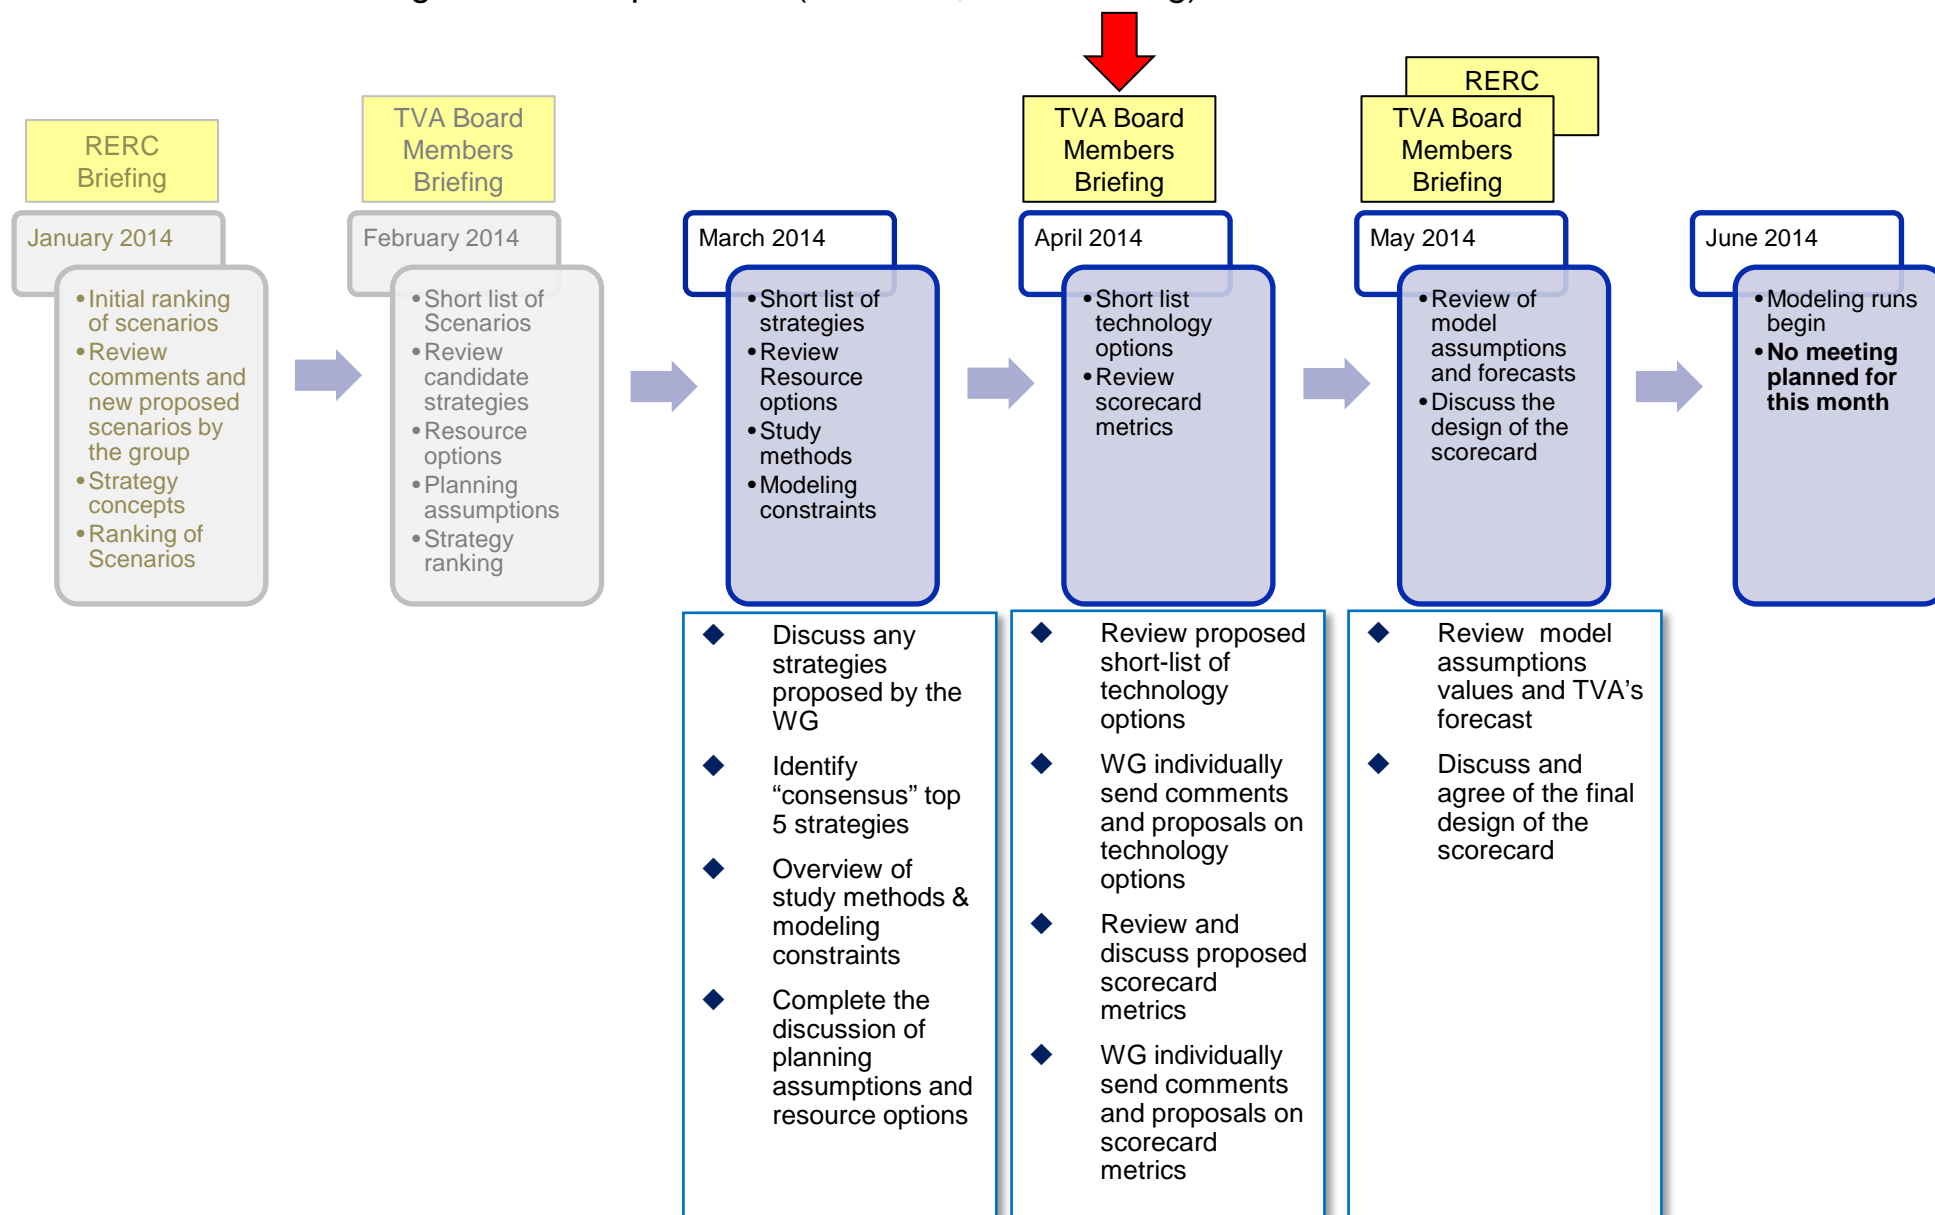 RERC
Briefing
TVA Board
Members
Briefing
TVA Board
Members
Briefing
RERC
TVA Board
Members
Briefing
January 2014
•Initial ranking
of scenarios
•Review
comments and
new proposed
scenarios by
the group
•Strategy
concepts
•Ranking of
Scenarios
February 2014
•Short list of
Scenarios
•Review
candidate
strategies
•Resource
options
•Planning
assumptions
•Strategy
ranking
March 2014
•Short list of
strategies
•Review
Resource
options
•Study
methods
•Modeling
constraints
April 2014
•Short list
technology
options
•Review
scorecard
metrics
May 2014
•Review of
model
assumptions
and forecasts
•Discuss the
design of the
scorecard
June 2014
•Modeling runs
begin
•No meeting
planned for
this month
◆ Discuss any
strategies
proposed by the
WG
◆ Identify
“consensus” top
5 strategies
◆ Overview of
study methods &
modeling
constraints
◆ Complete the
discussion of
planning
assumptions and
resource options
◆ Review proposed
short-list of
technology
options
◆ WG individually
send comments
and proposals on
technology
options
◆ Review and
discuss proposed
scorecard
metrics
◆ WG individually
send comments
and proposals on
scorecard
metrics
◆ Review model
assumptions
values and TVA’s
forecast
◆ Discuss and
agree of the final
design of the
scorecard